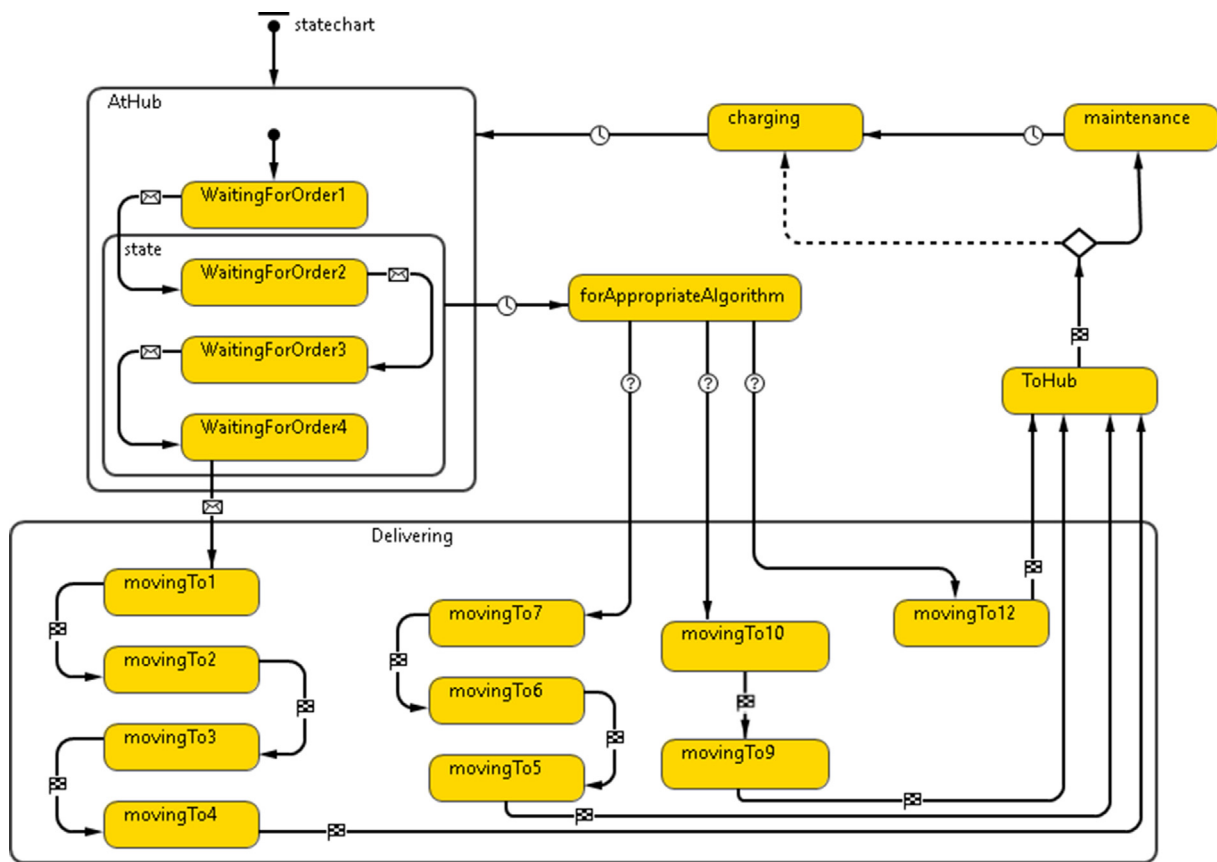 statechart
AtHub
charging
maintenance
WaitingForOrder1
state
WaitingForOrder2
forAppropriateAlgorithm
WaitingForOrder3
ToHub
WaitingForOrder4
Delivering
movingTo1
movingTo7
movingTo12
movingTo10
movingTo2
movingTo6
movingTo3
movingTo9
movingTo5
movingTo4